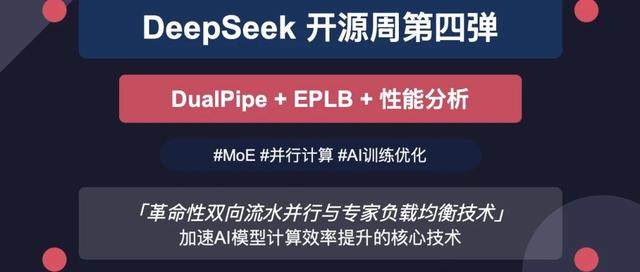 DeepSeek 开源周第四弹
DualPipe + EPLB + 性能分析
#MoE #并行计算 #AI训练优化
「革命性双向流水并行与专家负载均衡技术」
加速AI模型计算效率提升的核心技术